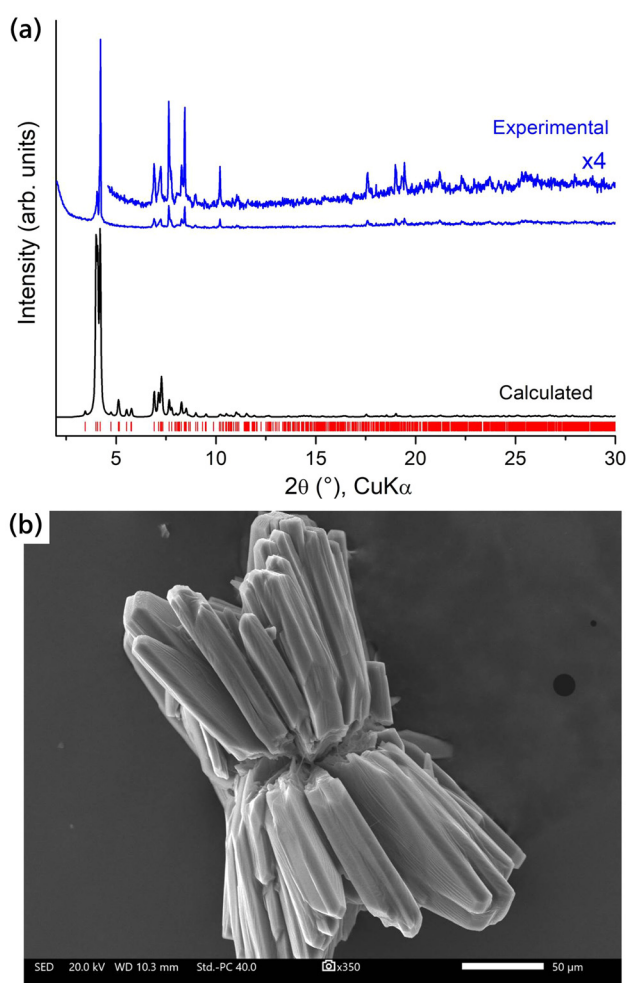 (a)
Intensity (arb. units)
Experimental
x4
Calculated
5
10
15
20
25
30
2θ (°), CuKα
(b)
SED 20.0 kV WD 10.3 mm Std.-PC 40.0 x350 50 μm